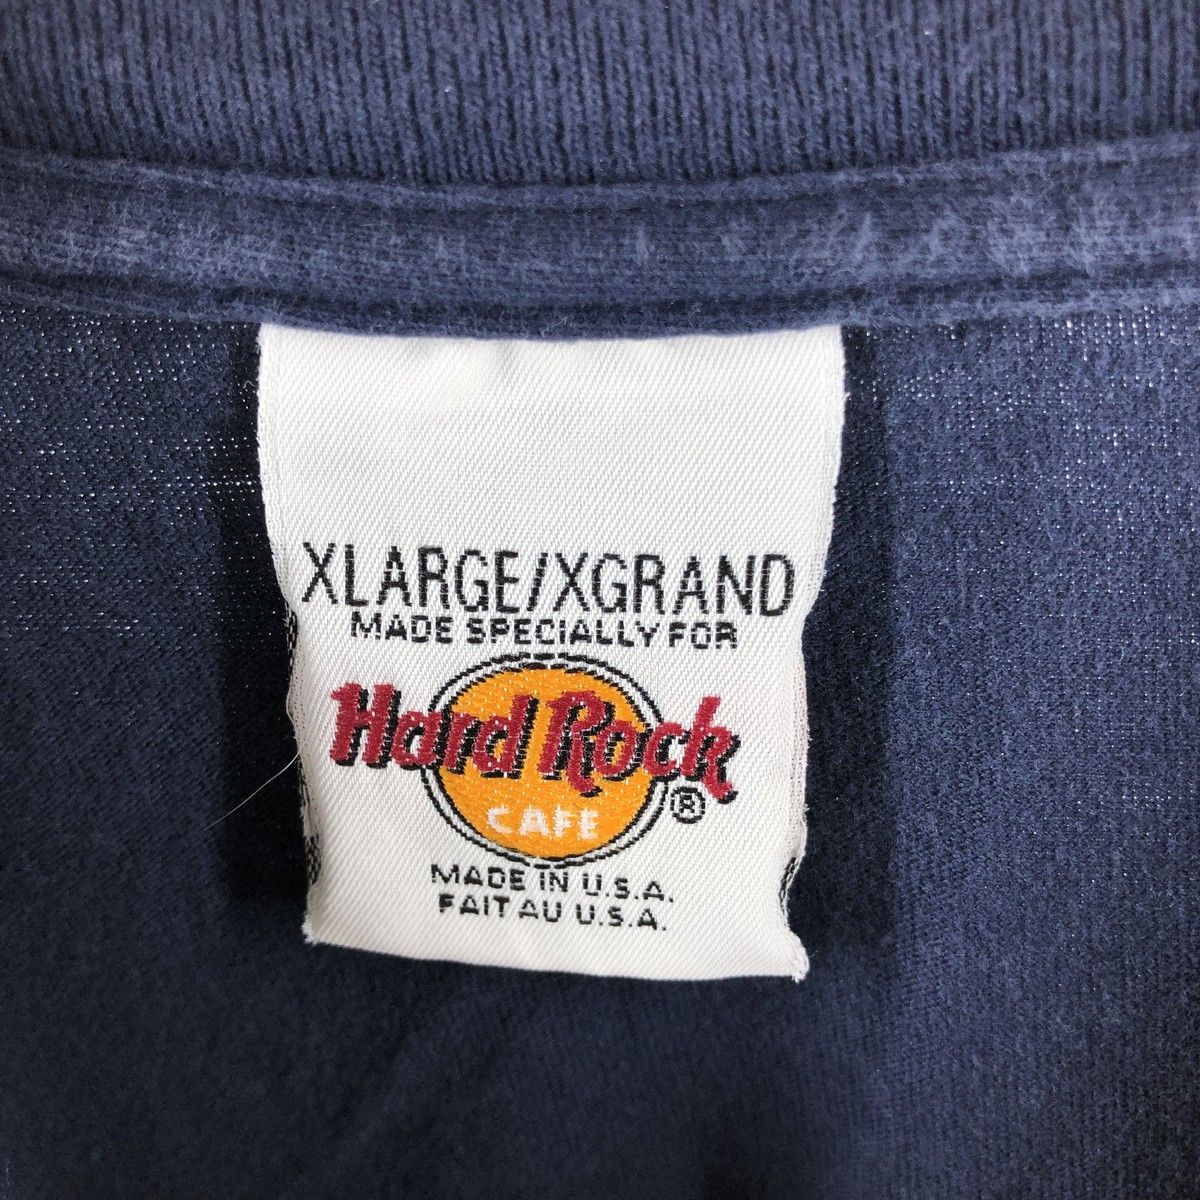 XLARGE/XGRAND
MADE SPECIALLY FOR
Hard Rock
CAFE ®
MADE IN U.S.A.
FAIT AU U.S.A.